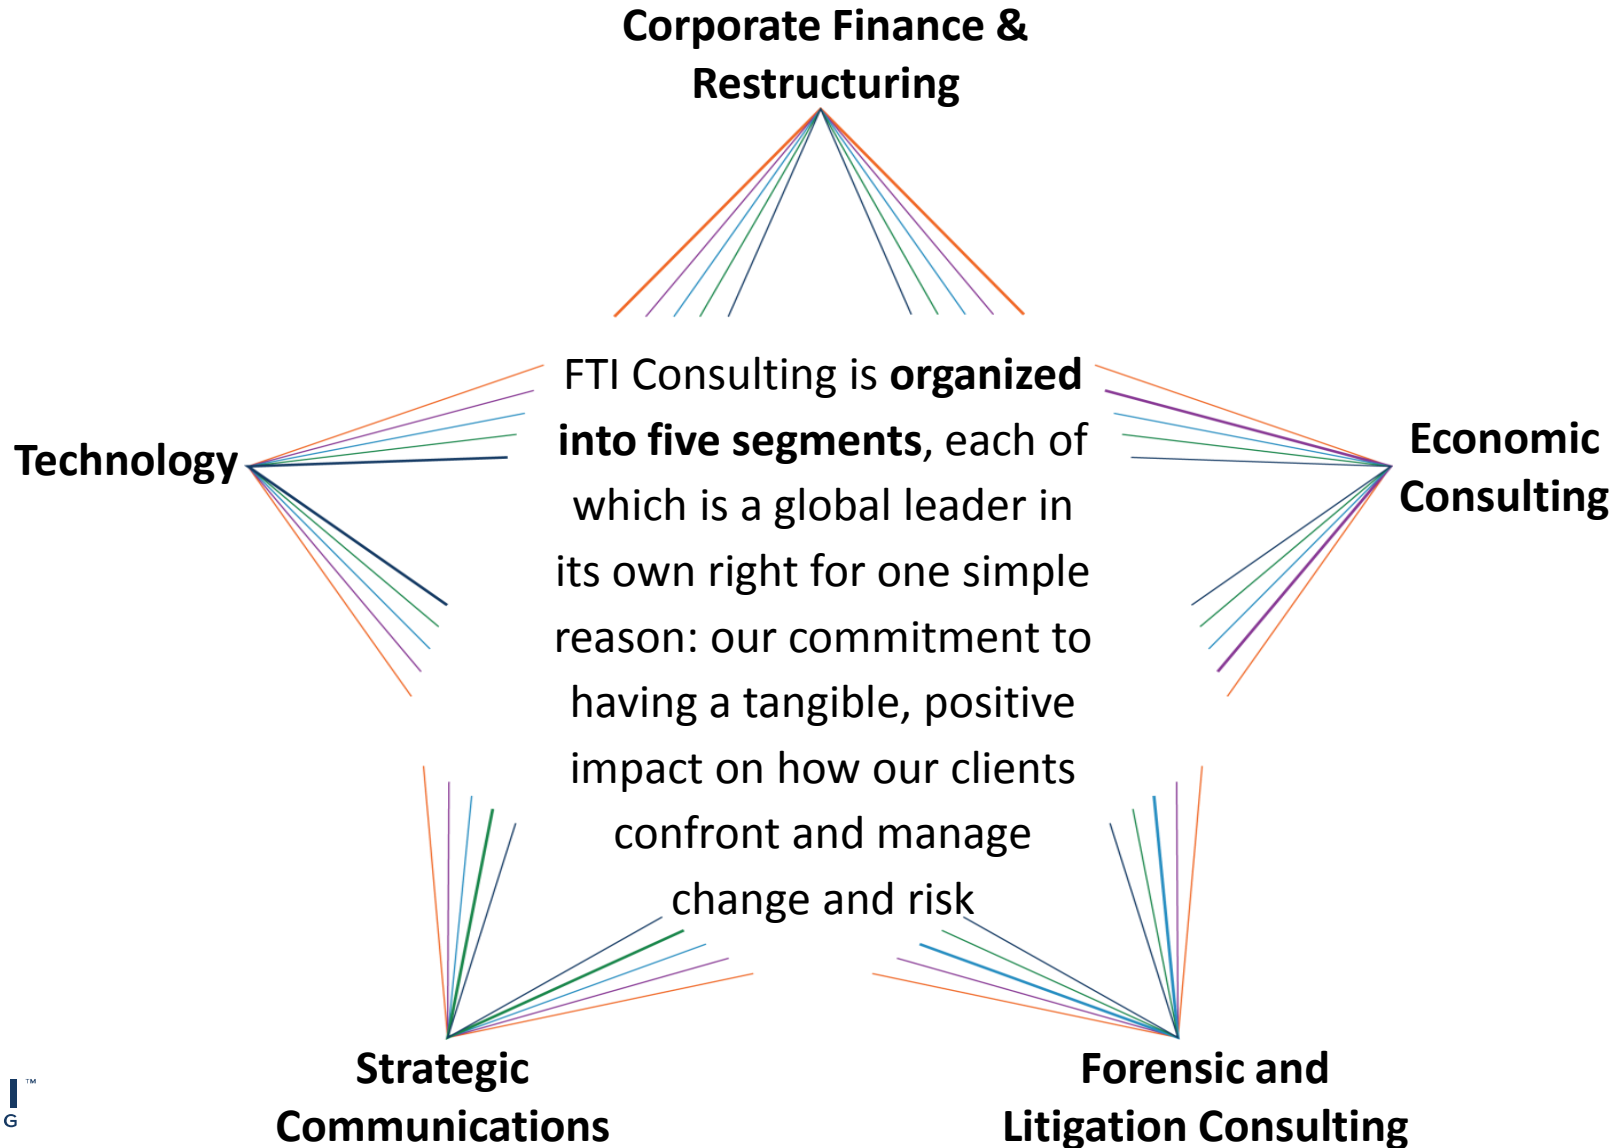 Corporate Finance &
Restructuring
FTI Consulting is organized
into five segments, each of
which is a global leader in
its own right for one simple
reason: our commitment to
having a tangible, positive
impact on how our clients
confront and manage
change and risk
Technology
Economic
Consulting
Strategic
Communications
Forensic and
Litigation Consulting
I™
G